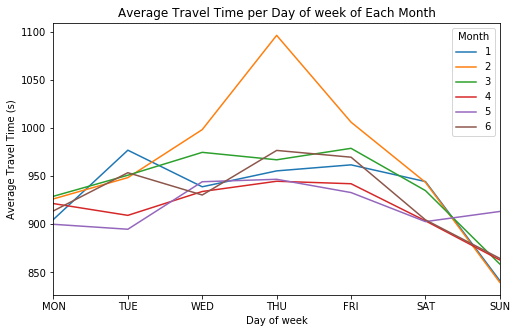 Average Travel Time per Day of week of Each Month
Month
1
2
3
4
5
6
1100
1050
1000
950
900
850
Average Travel Time (s)
MON TUE WED THU FRI SAT SUN
Day of week